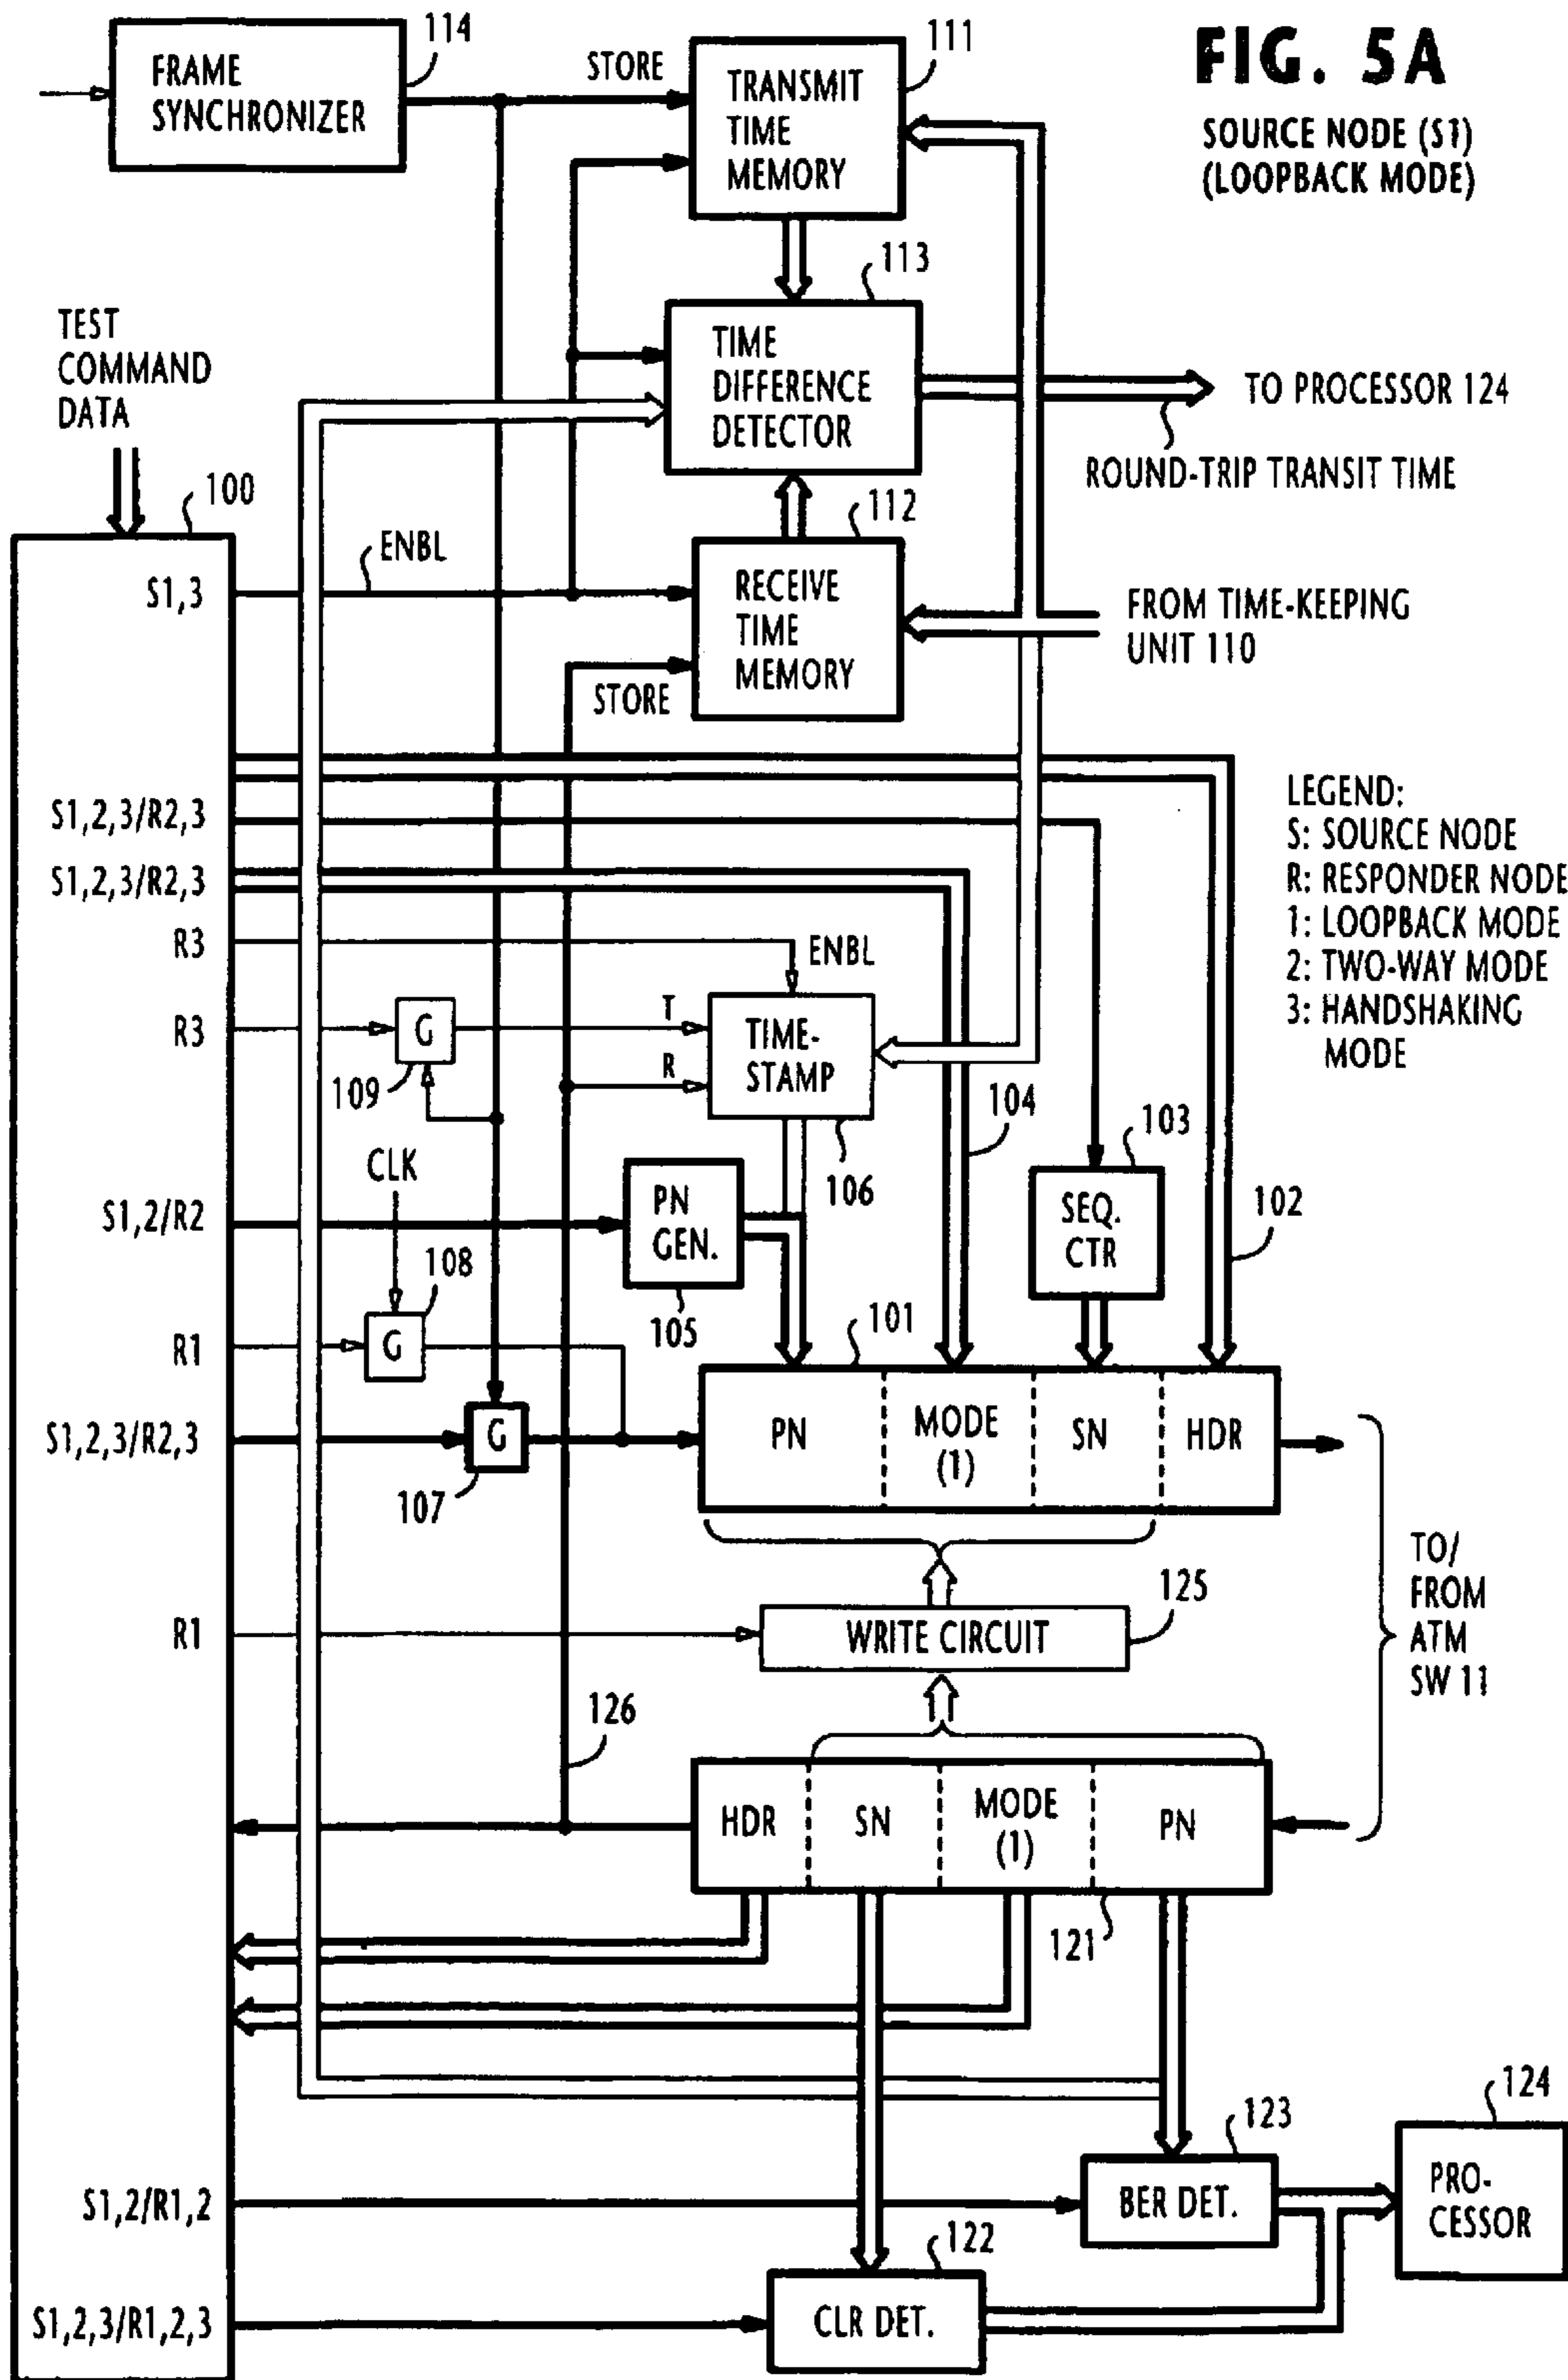 FIG. 5A
SOURCE NODE (S1)
(LOOPBACK MODE)
114
FRAME
SYNCHRONIZER
STORE
111
TRANSMIT
TIME
MEMORY
113
TIME
DIFFERENCE
DETECTOR
TO PROCESSOR 124
ROUND-TRIP TRANSIT TIME
TEST
COMMAND
DATA
100
S1,3
ENBL
112
RECEIVE
TIME
MEMORY
STORE
FROM TIME-KEEPING
UNIT 110
LEGEND:
S: SOURCE NODE
R: RESPONDER NODE
1: LOOPBACK MODE
2: TWO-WAY MODE
3: HANDSHAKING
MODE
S1,2,3/R2,3
S1,2,3/R2,3
R3
ENBL
R3
G
109
T
R
TIME-
STAMP
106
104
103
SEQ.
CTR
102
CLK
S1,2/R2
PN
GEN.
105
108
R1
G
S1,2,3/R2,3
G
107
101
PN
MODE
(1)
SN
HDR
TO/
FROM
ATM
SW 11
R1
WRITE CIRCUIT
125
126
HDR
SN
MODE
(1)
PN
121
S1,2/R1,2
123
BER DET.
124
PRO-
CESSOR
122
S1,2,3/R1,2,3
CLR DET.